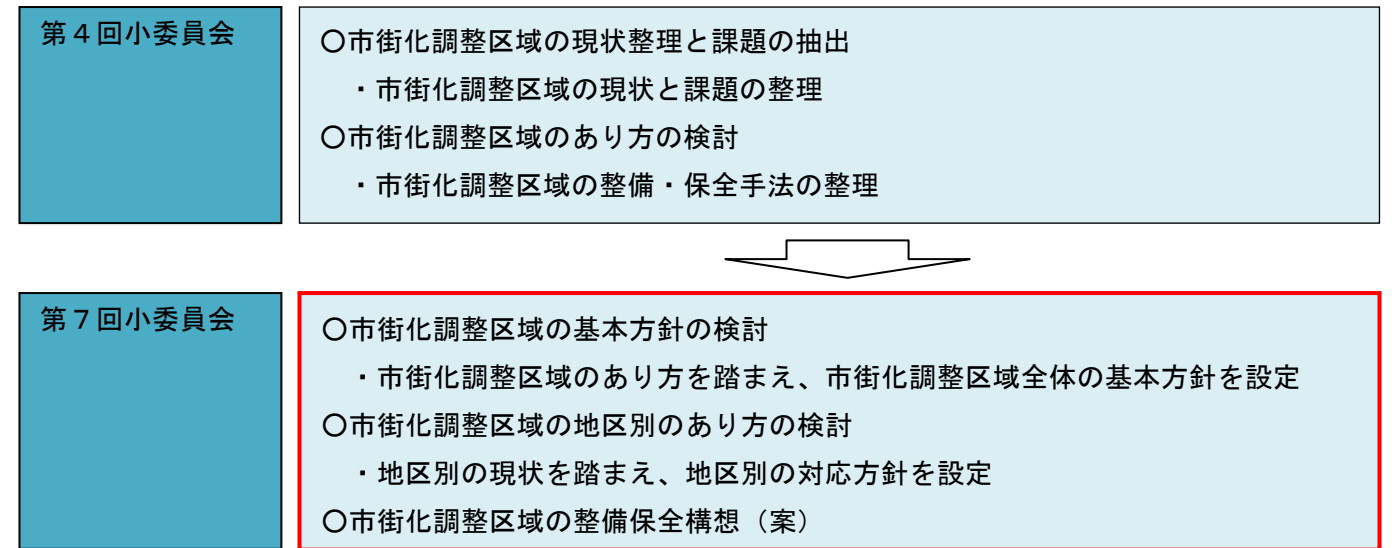 第４回小委員会
〇市街化調整区域の現状整理と課題の抽出
・市街化調整区域の現状と課題の整理
〇市街化調整区域のあり方の検討
・市街化調整区域の整備・保全手法の整理
第７回小委員会
〇市街化調整区域の基本方針の検討
・市街化調整区域のあり方を踏まえ、市街化調整区域全体の基本方針を設定
〇市街化調整区域の地区別のあり方の検討
・地区別の現状を踏まえ、地区別の対応方針を設定
〇市街化調整区域の整備保全構想（案）